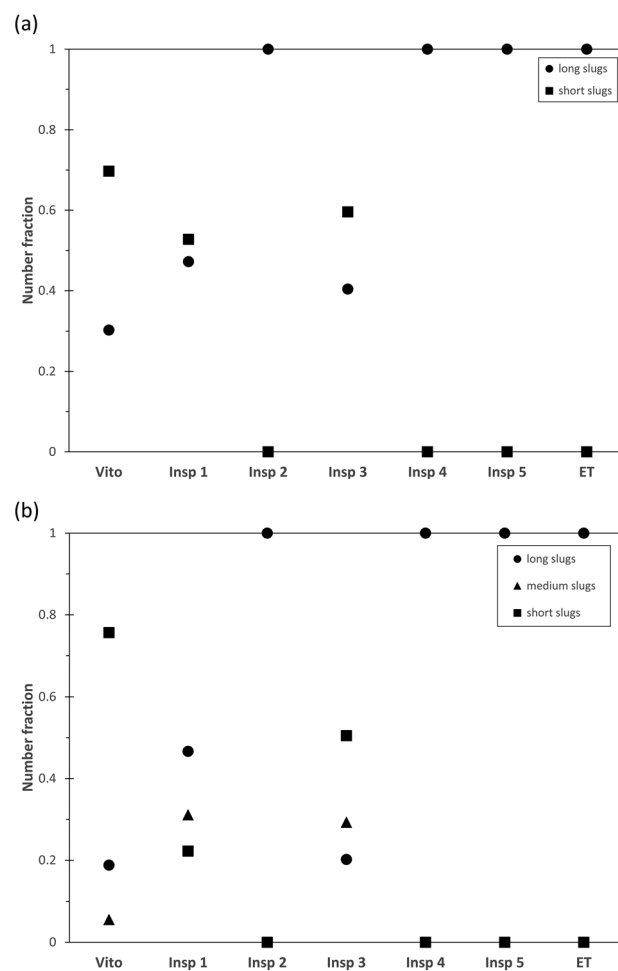 (a)
1
0.8
0.6
0.4
0.2
0
Number fraction
long slugs
short slugs
Vito Insp 1 Insp 2 Insp 3 Insp 4 Insp 5 ET
(b)
1
0.8
0.6
0.4
0.2
0
Number fraction
long slugs
medium slugs
short slugs
Vito Insp 1 Insp 2 Insp 3 Insp 4 Insp 5 ET